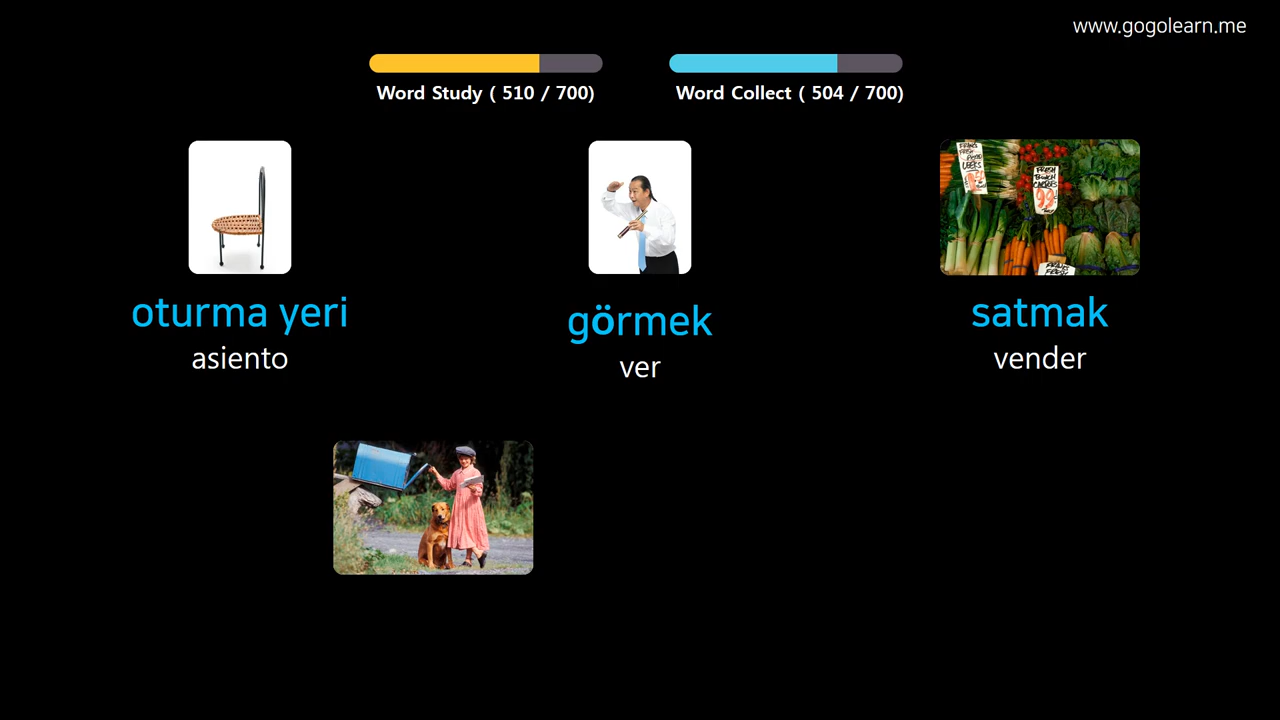 www.gogolearn.me
Word Study ( 510 / 700)
Word Collect ( 504 / 700)
oturma yeri
asiento
görmek
ver
satmak
vender